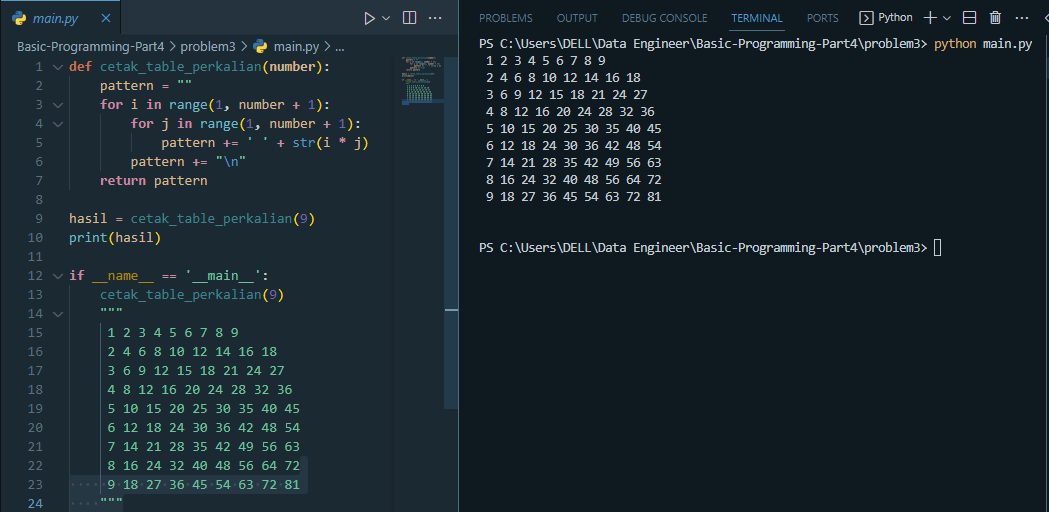 main.py ×
Basic-Programming-Part4 > problem3 > main.py > ...
1 def cetak_table_perkalian(number):
2     pattern = ""
3     for i in range(1, number + 1):
4         for j in range(1, number + 1):
5             pattern += ' ' + str(i * j)
6         pattern += "\n"
7     return pattern
8
9 hasil = cetak_table_perkalian(9)
10 print(hasil)
11
12 if __name__ == '__main__':
13     cetak_table_perkalian(9)
14     """
15      1 2 3 4 5 6 7 8 9
16      2 4 6 8 10 12 14 16 18
17      3 6 9 12 15 18 21 24 27
18      4 8 12 16 20 24 28 32 36
19      5 10 15 20 25 30 35 40 45
20      6 12 18 24 30 36 42 48 54
21      7 14 21 28 35 42 49 56 63
22      8 16 24 32 40 48 56 64 72
23      9 18 27 36 45 54 63 72 81
24     """
PROBLEMS OUTPUT DEBUG CONSOLE TERMINAL PORTS Python
PS C:\Users\DELL\Data Engineer\Basic-Programming-Part4\problem3> python main.py
 1 2 3 4 5 6 7 8 9
 2 4 6 8 10 12 14 16 18
 3 6 9 12 15 18 21 24 27
 4 8 12 16 20 24 28 32 36
 5 10 15 20 25 30 35 40 45
 6 12 18 24 30 36 42 48 54
 7 14 21 28 35 42 49 56 63
 8 16 24 32 40 48 56 64 72
 9 18 27 36 45 54 63 72 81
PS C:\Users\DELL\Data Engineer\Basic-Programming-Part4\problem3>